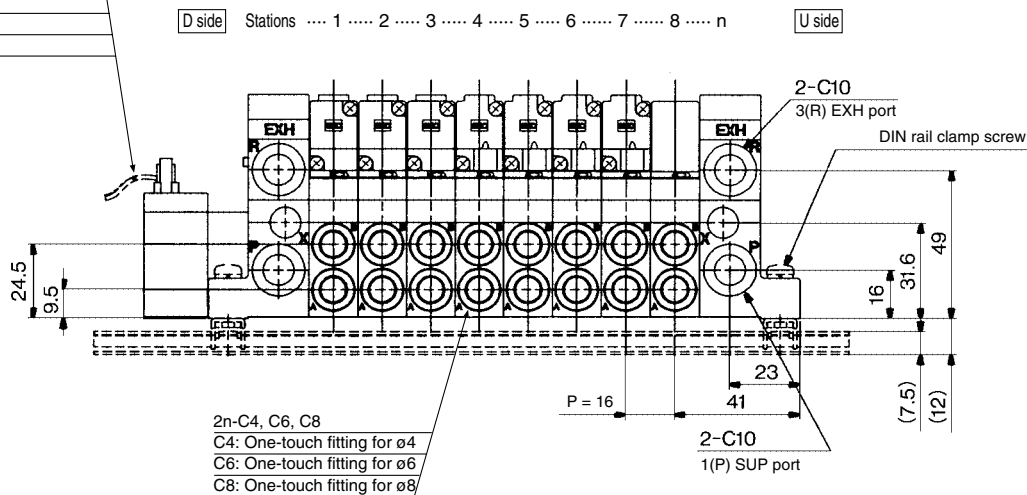 D side Stations .... 1 ..... 2 ..... 3 ..... 4 ..... 5 ..... 6 ...... 7 ..... 8 ..... n U side
2-C10
3(R) EXH port
DIN rail clamp screw
EXH EXH
R R
X X
P P
B B B B B B B B
A A A A A A A A
24.5
9.5
49
31.6
16
23
41
P = 16
(7.5)
(12)
2n-C4, C6, C8
C4: One-touch fitting for ø4
C6: One-touch fitting for ø6
C8: One-touch fitting for ø8
2-C10
1(P) SUP port